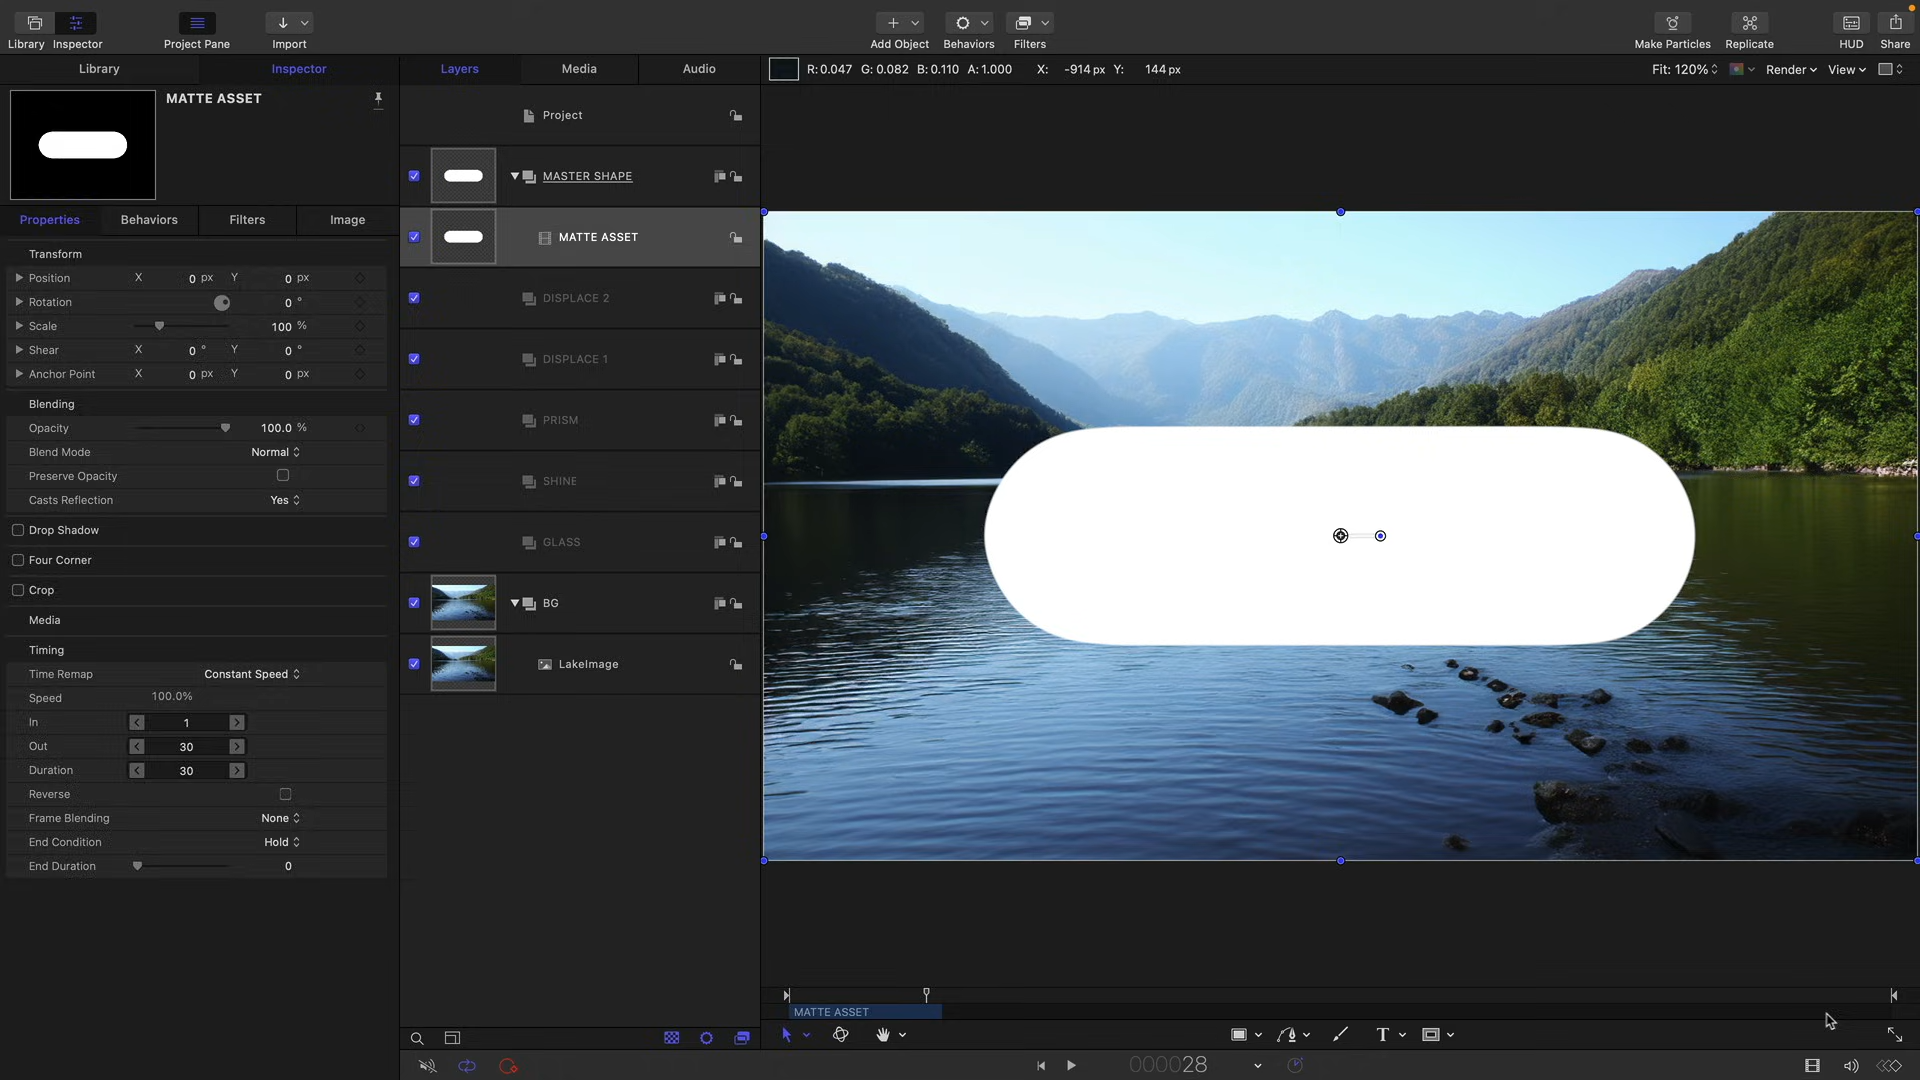 Library
Inspector
Project Pane
Import
Add Object
Behaviors
Filters
Make Particles
Replicate
HUD
Share
Library
Inspector
Layers
Media
Audio
R:0.047 G: 0.082 B: 0.110 A: 1.000 X: -914 px Y: 144 px
Fit: 120%
Render
View
MATTE ASSET
Properties
Behaviors
Filters
Image
Transform
Position X 0 px Y 0 px
Rotation 0 °
Scale 100 %
Shear X 0 ° Y 0 °
Anchor Point X 0 px Y 0 px
Blending
Opacity 100.0 %
Blend Mode Normal
Preserve Opacity
Casts Reflection Yes
Drop Shadow
Four Corner
Crop
Media
Timing
Time Remap Constant Speed
Speed 100.0%
In 1
Out 30
Duration 30
Reverse
Frame Blending None
End Condition Hold
End Duration 0
Project
MASTER SHAPE
MATTE ASSET
DISPLACE 2
DISPLACE 1
PRISM
SHINE
GLASS
BG
LakeImage
MATTE ASSET
T
000028